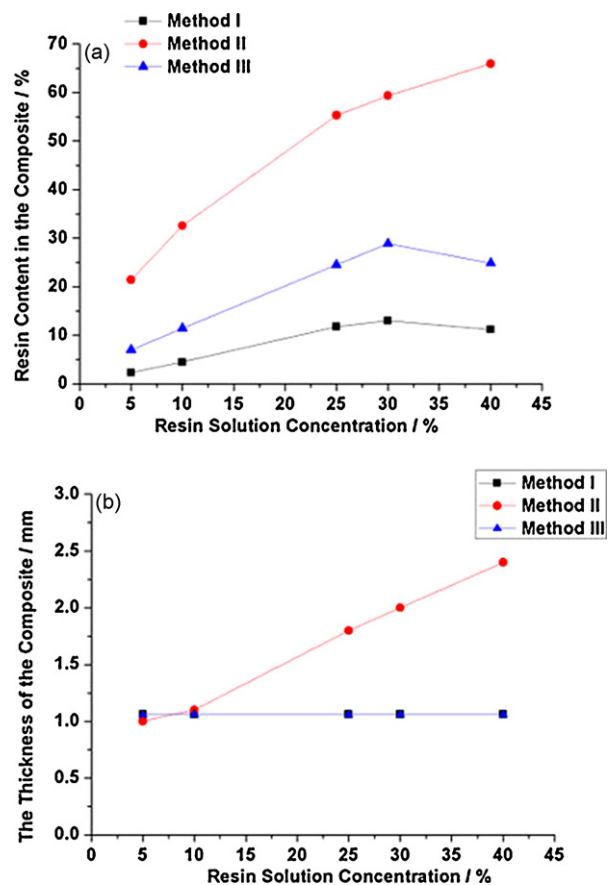 (a)
Method I
Method II
Method III
Resin Content in the Composite / %
70
60
50
40
30
20
10
0
0 5 10 15 20 25 30 35 40 45
Resin Solution Concentration / %
(b)
Method I
Method II
Method III
The Thickness of the Composite / mm
3.0
2.5
2.0
1.5
1.0
0.5
0.0
0 5 10 15 20 25 30 35 40 45
Resin Solution Concentration / %